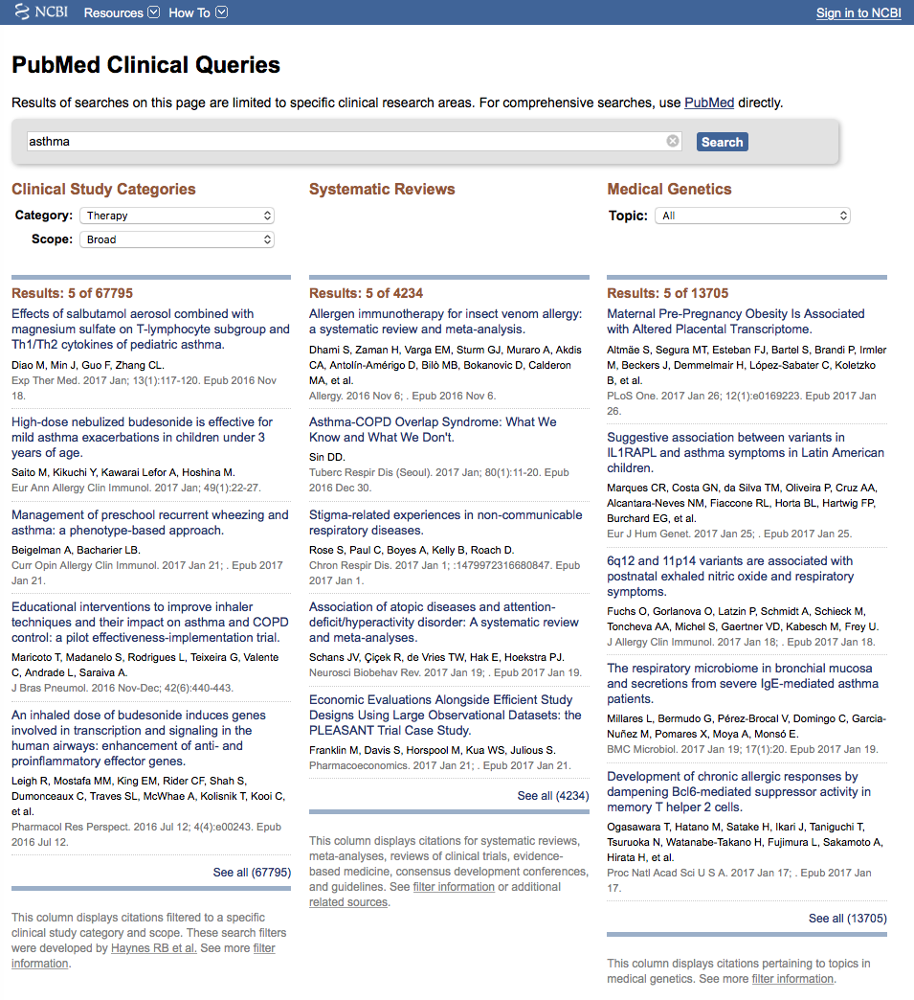 NCBI Resources How To Sign in to NCBI
PubMed Clinical Queries
Results of searches on this page are limited to specific clinical research areas. For comprehensive searches, use PubMed directly.
asthma Search
Clinical Study Categories
Category: Therapy
Scope: Broad
Results: 5 of 67795
Effects of salbutamol aerosol combined with
magnesium sulfate on T-lymphocyte subgroup and
Th1/Th2 cytokines of pediatric asthma.
Diao M, Min J, Guo F, Zhang CL.
Exp Ther Med. 2017 Jan; 13(1):117-120. Epub 2016 Nov
18.
High-dose nebulized budesonide is effective for
mild asthma exacerbations in children under 3
years of age.
Saito M, Kikuchi Y, Kawarai Lefor A, Hoshina M.
Eur Ann Allergy Clin Immunol. 2017 Jan; 49(1):22-27.
Management of preschool recurrent wheezing and
asthma: a phenotype-based approach.
Beigelman A, Bacharier LB.
Curr Opin Allergy Clin Immunol. 2017 Jan 21; . Epub 2017
Jan 21.
Educational interventions to improve inhaler
techniques and their impact on asthma and COPD
control: a pilot effectiveness-implementation trial.
Maricoto T, Madanelo S, Rodrigues L, Teixeira G, Valente
C, Andrade L, Saraiva A.
J Bras Pneumol. 2016 Nov-Dec; 42(6):440-443.
An inhaled dose of budesonide induces genes
involved in transcription and signaling in the
human airways: enhancement of anti- and
proinflammatory effector genes.
Leigh R, Mostafa MM, King EM, Rider CF, Shah S,
Dumonceaux C, Traves SL, McWhae A, Kolisnik T, Kooi C,
et al.
Pharmacol Res Perspect. 2016 Jul 12; 4(4):e00243. Epub
2016 Jul 12.
See all (67795)
This column displays citations filtered to a specific
clinical study category and scope. These search filters
were developed by Haynes RB et al. See more filter
information.
Systematic Reviews
Results: 5 of 4234
Allergen immunotherapy for insect venom allergy:
a systematic review and meta-analysis.
Dhami S, Zaman H, Varga EM, Sturm GJ, Muraro A, Akdis
CA, Antolín-Amérigo D, Bilò MB, Bokanovic D, Calderon
MA, et al.
Allergy. 2016 Nov 6; . Epub 2016 Nov 6.
Asthma-COPD Overlap Syndrome: What We
Know and What We Don't.
Sin DD.
Tuberc Respir Dis (Seoul). 2017 Jan; 80(1):11-20. Epub
2016 Dec 30.
Stigma-related experiences in non-communicable
respiratory diseases.
Rose S, Paul C, Boyes A, Kelly B, Roach D.
Chron Respir Dis. 2017 Jan 1; :1479972316680847. Epub
2017 Jan 1.
Association of atopic diseases and attention-
deficit/hyperactivity disorder: A systematic review
and meta-analyses.
Schans JV, Çiçek R, de Vries TW, Hak E, Hoekstra PJ.
Neurosci Biobehav Rev. 2017 Jan 19; . Epub 2017 Jan 19.
Economic Evaluations Alongside Efficient Study
Designs Using Large Observational Datasets: the
PLEASANT Trial Case Study.
Franklin M, Davis S, Horspool M, Kua WS, Julious S.
Pharmacoeconomics. 2017 Jan 21; . Epub 2017 Jan 21.
See all (4234)
This column displays citations for systematic reviews,
meta-analyses, reviews of clinical trials, evidence-
based medicine, consensus development conferences,
and guidelines. See filter information or additional
related sources.
Medical Genetics
Topic: All
Results: 5 of 13705
Maternal Pre-Pregnancy Obesity Is Associated
with Altered Placental Transcriptome.
Altmäe S, Segura MT, Esteban FJ, Bartel S, Brandi P, Irmler
M, Beckers J, Demmelmair H, López-Sabater C, Koletzko
B, et al.
PLoS One. 2017 Jan 26; 12(1):e0169223. Epub 2017 Jan
26.
Suggestive association between variants in
IL1RAPL and asthma symptoms in Latin American
children.
Marques CR, Costa GN, da Silva TM, Oliveira P, Cruz AA,
Alcantara-Neves NM, Fiaccone RL, Horta BL, Hartwig FP,
Burchard EG, et al.
Eur J Hum Genet. 2017 Jan 25; . Epub 2017 Jan 25.
6q12 and 11p14 variants are associated with
postnatal exhaled nitric oxide and respiratory
symptoms.
Fuchs O, Gorlanova O, Latzin P, Schmidt A, Schieck M,
Toncheva AA, Michel S, Gaertner VD, Kabesch M, Frey U.
J Allergy Clin Immunol. 2017 Jan 18; . Epub 2017 Jan 18.
The respiratory microbiome in bronchial mucosa
and secretions from severe IgE-mediated asthma
patients.
Millares L, Bermudo G, Pérez-Brocal V, Domingo C, Garcia-
Nuñez M, Pomares X, Moya A, Monsó E.
BMC Microbiol. 2017 Jan 19; 17(1):20. Epub 2017 Jan 19.
Development of chronic allergic responses by
dampening Bcl6-mediated suppressor activity in
memory T helper 2 cells.
Ogasawara T, Hatano M, Satake H, Ikari J, Taniguchi T,
Tsuruoka N, Watanabe-Takano H, Fujimura L, Sakamoto A,
Hirata H, et al.
Proc Natl Acad Sci U S A. 2017 Jan 17; . Epub 2017 Jan
17.
See all (13705)
This column displays citations pertaining to topics in
medical genetics. See more filter information.